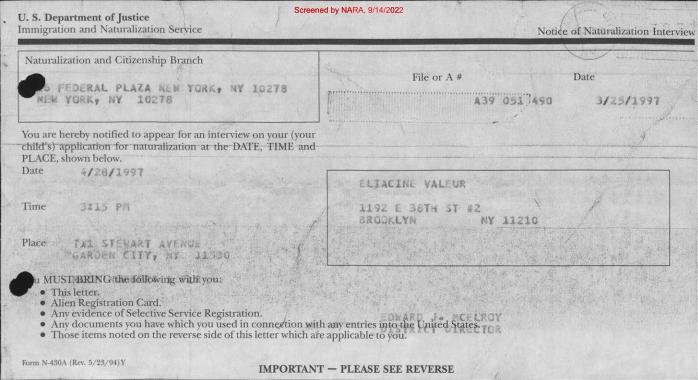 Screened by NARA, 9/14/2022
U. S. Department of Justice
Immigration and Naturalization Service
Notice of Naturalization Interview
Naturalization and Citizenship Branch
FEDERAL PLAZA NEW YORK, NY 10278
NEW YORK, NY 10278
File or A #
Date
A39 051 490
3/25/1997
You are hereby notified to appear for an interview on your (your
child's) application for naturalization at the DATE, TIME and
PLACE, shown below.
Date 4/28/1997
Time 3:15 PM
Place STEWART AVENUE
GARDEN CITY, NY 11530
ELIACINE VALEUR
1192 E 38TH ST #2
BROOKLYN NY 11210
MUST BRING the following with you:
• This letter.
• Alien Registration Card.
• Any evidence of Selective Service Registration.
• Any documents you have which you used in connection with any entries into the United States.
• Those items noted on the reverse side of this letter which are applicable to you.
EDWARD J. MCELROY
DISTRICT DIRECTOR
Form N-430A (Rev. 5/23/94)Y
IMPORTANT — PLEASE SEE REVERSE